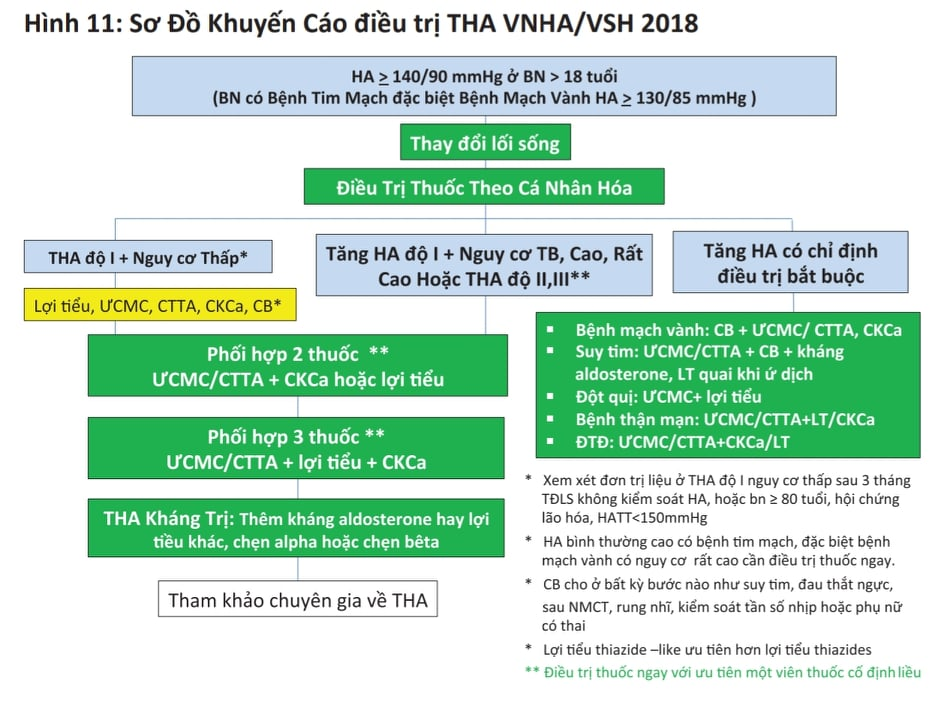 Hình 11: Sơ Đồ Khuyến Cáo điều trị THA VNHA/VSH 2018
HA ≥ 140/90 mmHg ở BN > 18 tuổi
(BN có Bệnh Tim Mạch đặc biệt Bệnh Mạch Vành HA ≥ 130/85 mmHg )
Thay đổi lối sống
Điều Trị Thuốc Theo Cá Nhân Hóa
THA độ I + Nguy cơ Thấp*
Lợi tiểu, ƯCMC, CTTA, CKCa, CB*
Tăng HA độ I + Nguy cơ TB, Cao, Rất
Cao Hoặc THA độ II,III**
Tăng HA có chỉ định
điều trị bắt buộc
Phối hợp 2 thuốc **
ƯCMC/CTTA + CKCa hoặc lợi tiểu
Phối hợp 3 thuốc **
ƯCMC/CTTA + lợi tiểu + CKCa
THA Kháng Trị: Thêm kháng aldosterone hay lợi
tiều khác, chẹn alpha hoặc chẹn bêta
Tham khảo chuyên gia về THA
▪ Bệnh mạch vành: CB + ƯCMC/ CTTA, CKCa
▪ Suy tim: ƯCMC/CTTA + CB + kháng
aldosterone, LT quai khi ứ dịch
▪ Đột quị: ƯCMC+ lợi tiểu
▪ Bệnh thận mạn: ƯCMC/CTTA+LT/CKCa
▪ ĐTĐ: ƯCMC/CTTA+CKCa/LT
* Xem xét đơn trị liệu ở THA độ I nguy cơ thấp sau 3 tháng
TĐLS không kiểm soát HA, hoặc bn ≥ 80 tuổi, hội chứng
lão hóa, HATT<150mmHg
* HA bình thường cao có bệnh tim mạch, đặc biệt bệnh
mạch vành có nguy cơ rất cao cần điều trị thuốc ngay.
* CB cho ở bất kỳ bước nào như suy tim, đau thắt ngực,
sau NMCT, rung nhĩ, kiểm soát tần số nhịp hoặc phụ nữ
có thai
* Lợi tiểu thiazide –like ưu tiên hơn lợi tiểu thiazides
** Điều trị thuốc ngay với ưu tiên một viên thuốc cố định liều